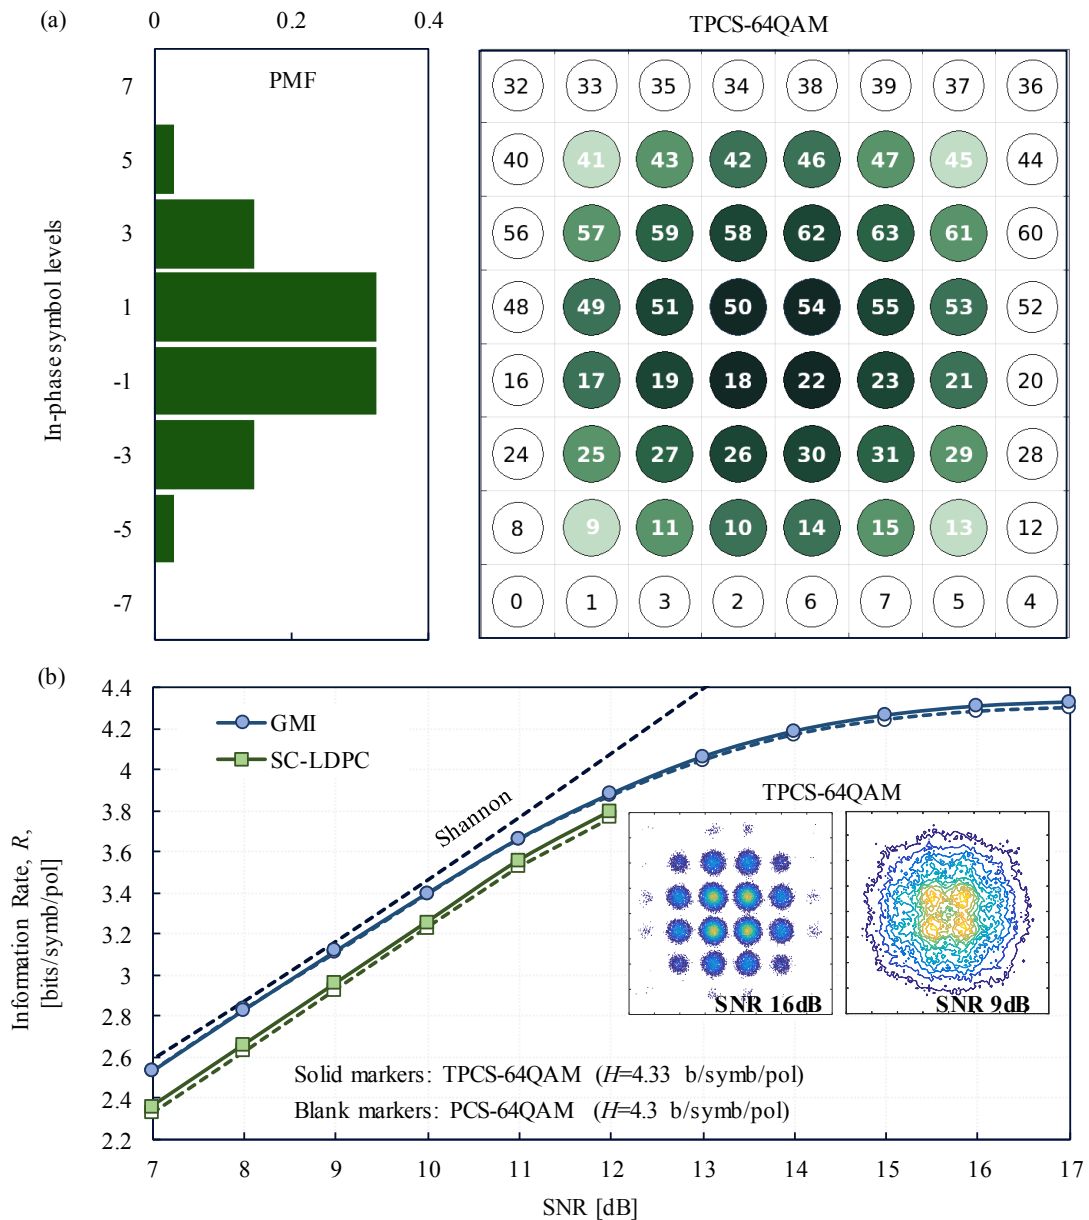 (a)
0 0.2 0.4
TPCS-64QAM
PMF
In-phase symbol levels
7
5
3
1
-1
-3
-5
-7
32 33 35 34 38 39 37 36
40 41 43 42 46 47 45 44
56 57 59 58 62 63 61 60
48 49 51 50 54 55 53 52
16 17 19 18 22 23 21 20
24 25 27 26 30 31 29 28
8 9 11 10 14 15 13 12
0 1 3 2 6 7 5 4
(b)
Information Rate, R,
[bits/symb/pol]
4.4
4.2
4
3.8
3.6
3.4
3.2
3
2.8
2.6
2.4
2.2
GMI
SC-LDPC
Shannon
TPCS-64QAM
SNR 16dB
SNR 9dB
Solid markers: TPCS-64QAM (H=4.33 b/symb/pol)
Blank markers: PCS-64QAM (H=4.3 b/symb/pol)
7 8 9 10 11 12 13 14 15 16 17
SNR [dB]